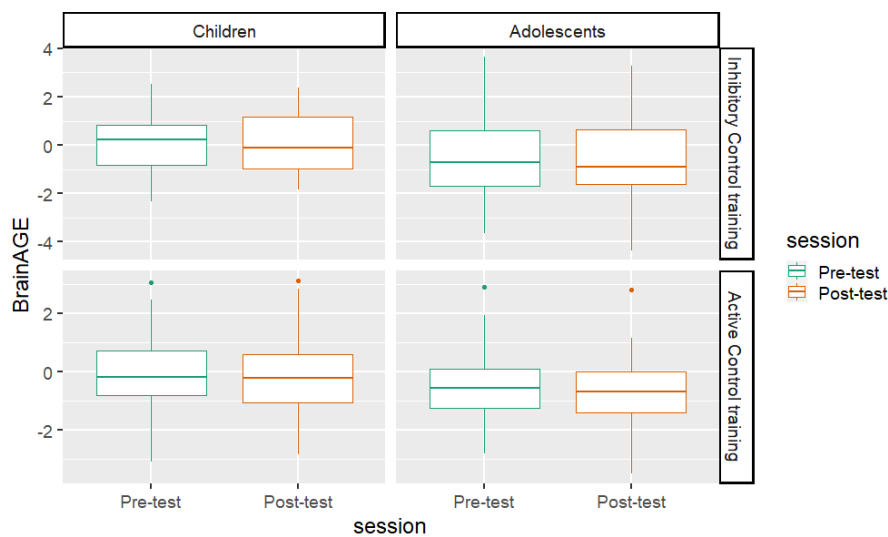 Children
Adolescents
4
2
0
-2
-4
Inhibitory Control training
BrainAGE
session
Pre-test
Post-test
2
0
-2
Active Control training
Pre-test
Post-test
Pre-test
Post-test
session